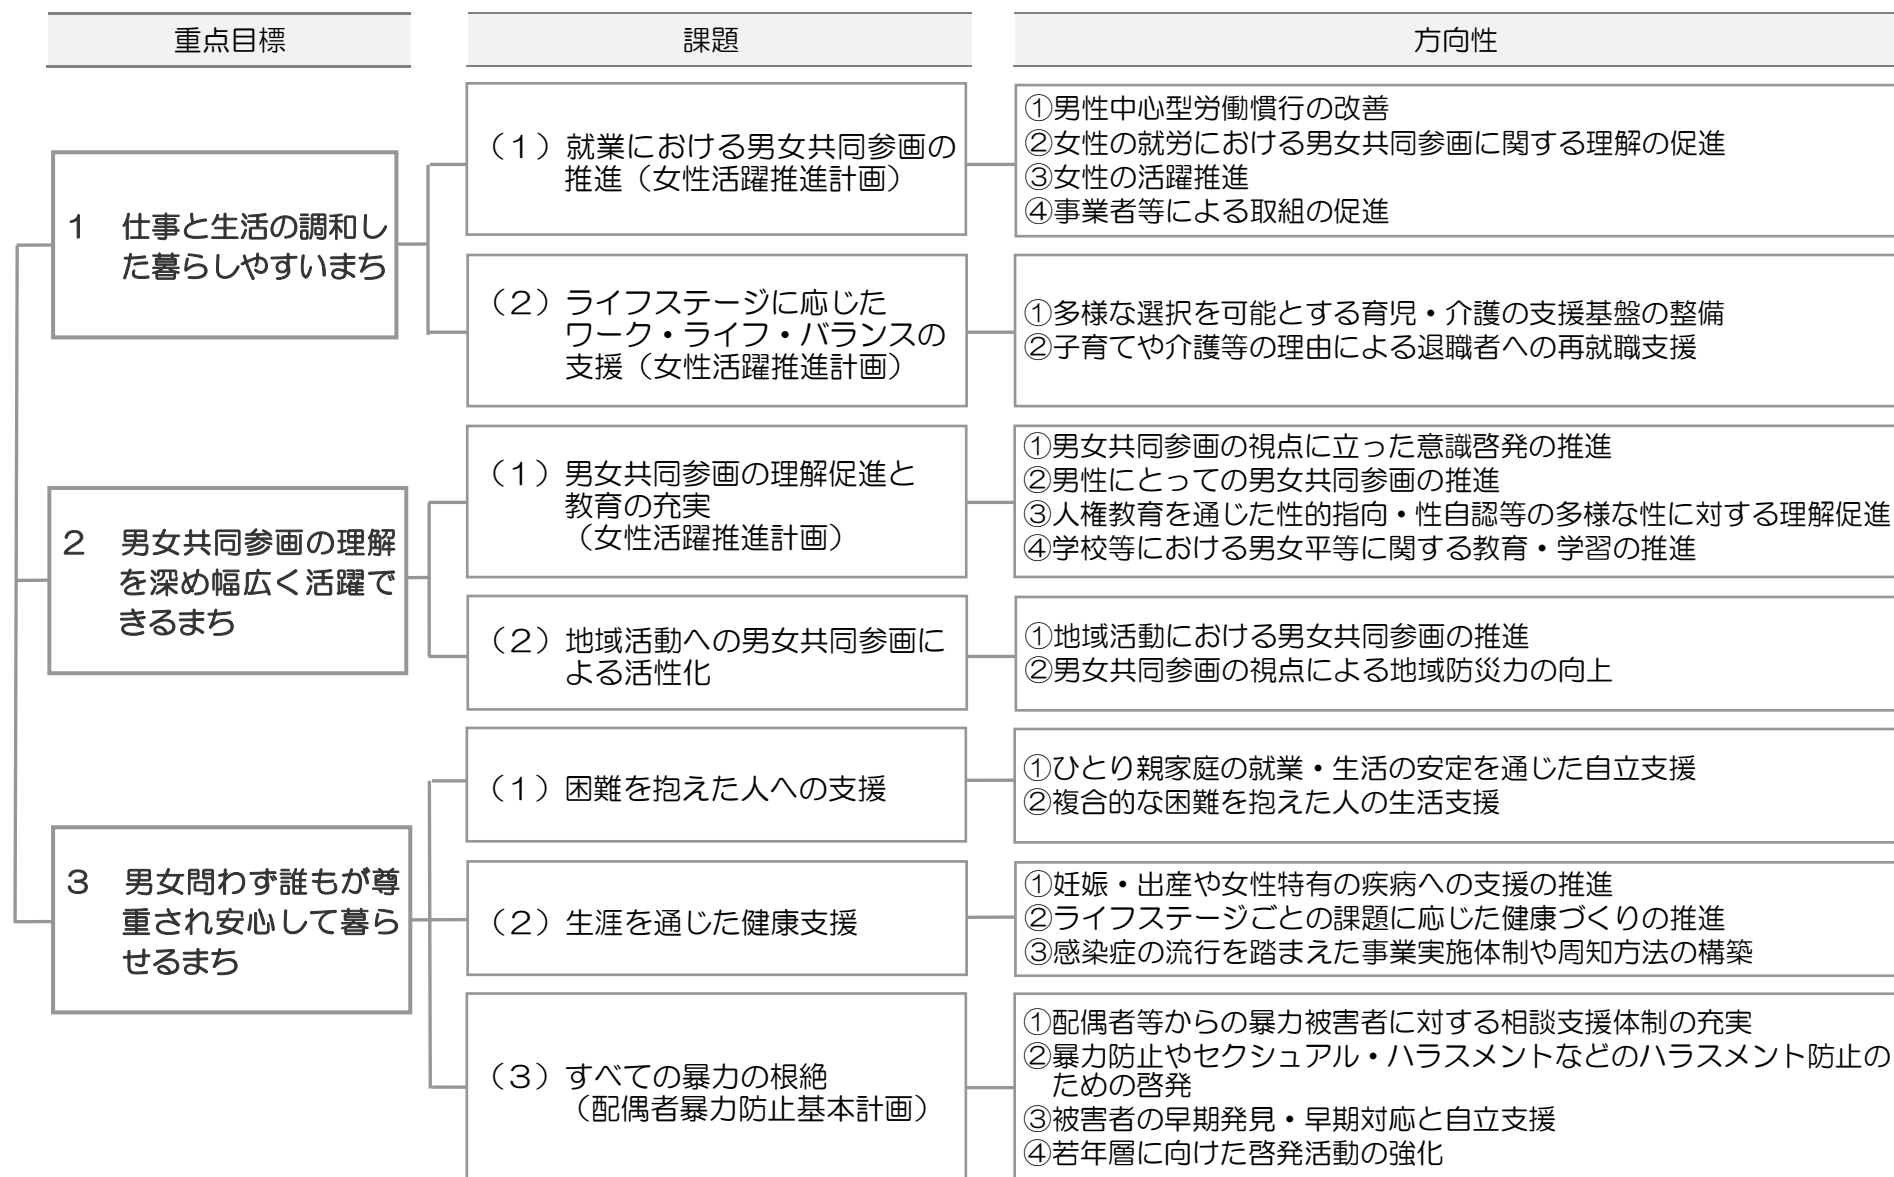 重点目標
課題
方向性
1 仕事と生活の調和し
た暮らしやすいまち
（1）就業における男女共同参画の
推進（女性活躍推進計画）
①男性中心型労働慣行の改善
②女性の就労における男女共同参画に関する理解の促進
③女性の活躍推進
④事業者等による取組の促進
（2）ライフステージに応じた
ワーク・ライフ・バランスの
支援（女性活躍推進計画）
①多様な選択を可能とする育児・介護の支援基盤の整備
②子育てや介護等の理由による退職者への再就職支援
2 男女共同参画の理解
を深め幅広く活躍で
きるまち
（1）男女共同参画の理解促進と
教育の充実
（女性活躍推進計画）
①男女共同参画の視点に立った意識啓発の推進
②男性にとっての男女共同参画の推進
③人権教育を通じた性的指向・性自認等の多様な性に対する理解促進
④学校等における男女平等に関する教育・学習の推進
（2）地域活動への男女共同参画に
よる活性化
①地域活動における男女共同参画の推進
②男女共同参画の視点による地域防災力の向上
3 男女問わず誰もが尊
重され安心して暮ら
せるまち
（1）困難を抱えた人への支援
①ひとり親家庭の就業・生活の安定を通じた自立支援
②複合的な困難を抱えた人の生活支援
（2）生涯を通じた健康支援
①妊娠・出産や女性特有の疾病への支援の推進
②ライフステージごとの課題に応じた健康づくりの推進
③感染症の流行を踏まえた事業実施体制や周知方法の構築
（3）すべての暴力の根絶
（配偶者暴力防止基本計画）
①配偶者等からの暴力被害者に対する相談支援体制の充実
②暴力防止やセクシュアル・ハラスメントなどのハラスメント防止の
ための啓発
③被害者の早期発見・早期対応と自立支援
④若年層に向けた啓発活動の強化